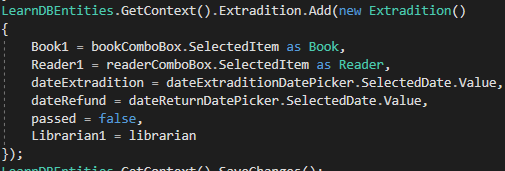 LearnDBEntities.GetContext().Extradition.Add(new Extradition()
{
Book1 = bookComboBox.SelectedItem as Book,
Reader1 = readerComboBox.SelectedItem as Reader,
dateExtradition = dateExtraditionDatePicker.SelectedDate.Value,
dateRefund = dateReturnDatePicker.SelectedDate.Value,
passed = false,
Librarian1 = librarian
});
LearnDBEntities.GetContext().SaveChanges();